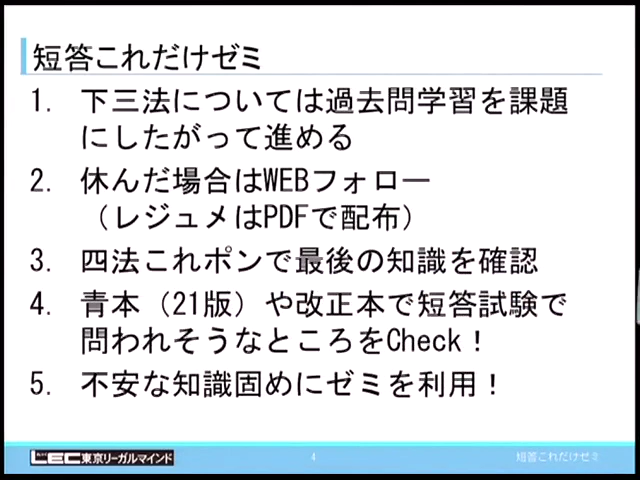 短答これだけゼミ
1. 下三法については過去問学習を課題
にしたがって進める
2. 休んだ場合はWEBフォロー
（レジュメはPDFで配布）
3. 四法これポンで最後の知識を確認
4. 青本（21版）や改正本で短答試験で
問われそうなところをCheck！
5. 不安な知識固めにゼミを利用！
LEC東京リーガルマインド 4 短答これだけゼミ